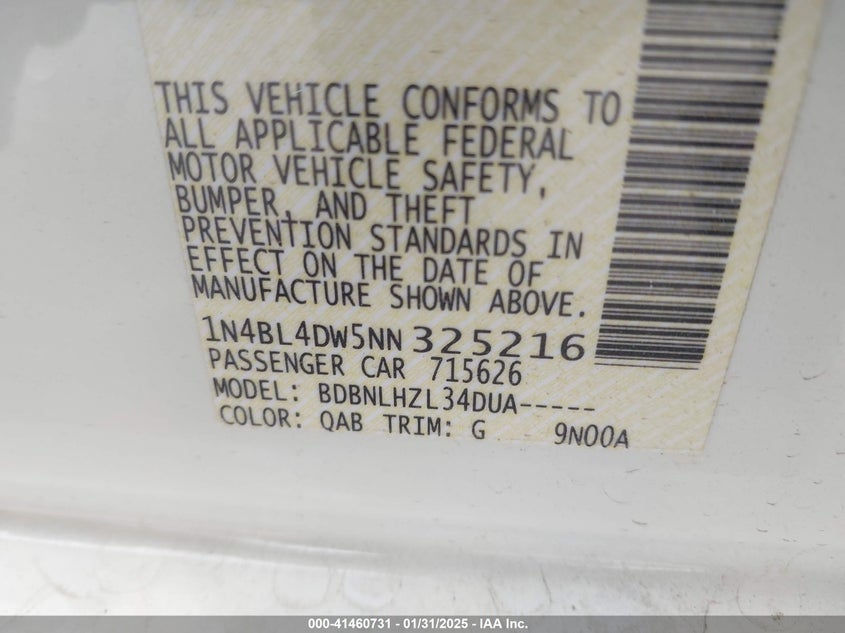 THIS VEHICLE CONFORMS TO
ALL APPLICABLE FEDERAL
MOTOR VEHICLE SAFETY,
BUMPER, AND THEFT
PREVENTION STANDARDS IN
EFFECT ON THE DATE OF
MANUFACTURE SHOWN ABOVE.
1N4BL4DW5NN325216
PASSENGER CAR 715626
MODEL: BDBNLHZL34DUA-----
COLOR: QAB TRIM: G 9N00A
000-41460731 - 01/31/2025 - IAA Inc.